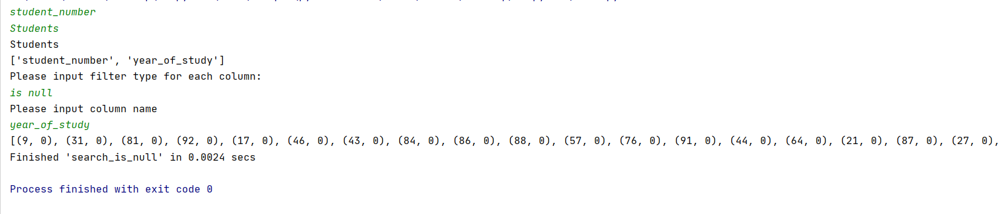 student_number
Students
Students
['student_number', 'year_of_study']
Please input filter type for each column:
is null
Please input column name
year_of_study
[(9, 0), (31, 0), (81, 0), (92, 0), (17, 0), (46, 0), (43, 0), (84, 0), (86, 0), (88, 0), (57, 0), (76, 0), (91, 0), (44, 0), (64, 0), (21, 0), (87, 0), (27, 0),
Finished 'search_is_null' in 0.0024 secs
Process finished with exit code 0